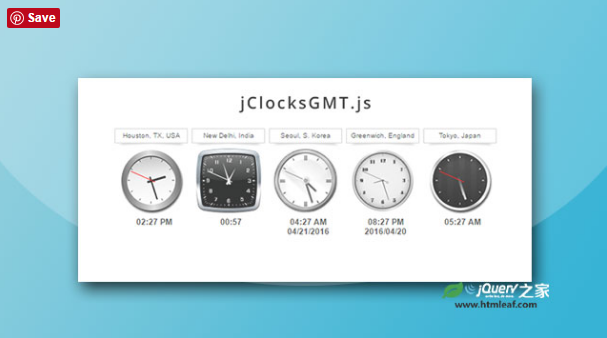 Save
jClocksGMT.js
Houston, TX, USA
New Delhi, India
Seoul, S. Korea
Greenwich, England
Tokyo, Japan
02:27 PM
00:57
04:27 AM
04/21/2016
08:27 PM
2016/04/20
05:27 AM
jQuery之家
www.htmleaf.com